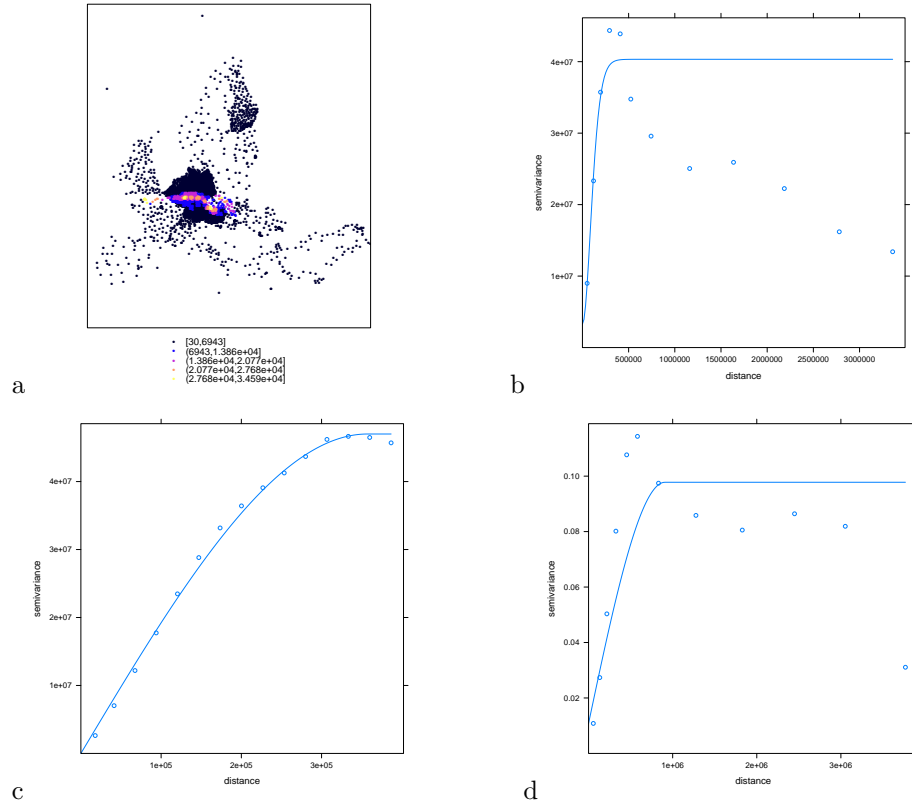 [30,6943]
(6943,1.386e+04]
(1.386e+04,2.077e+04]
(2.077e+04,2.768e+04]
(2.768e+04,3.459e+04]
a
semivariance
4e+07
3e+07
2e+07
1e+07
500000 1000000 1500000 2000000 2500000 3000000
distance
b
semivariance
4e+07
3e+07
2e+07
1e+07
1e+05 2e+05 3e+05
distance
c
semivariance
0.10
0.08
0.06
0.04
0.02
1e+06 2e+06 3e+06
distance
d